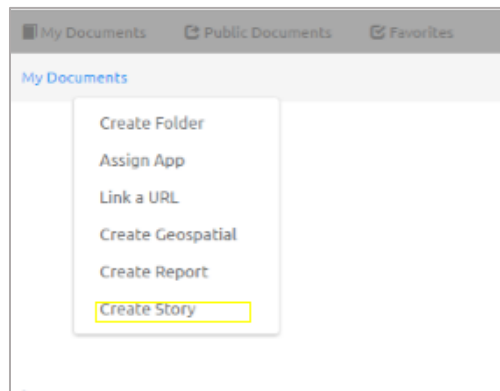 My Documents Public Documents Favorites
My Documents
Create Folder
Assign App
Link a URL
Create Geospatial
Create Report
Create Story